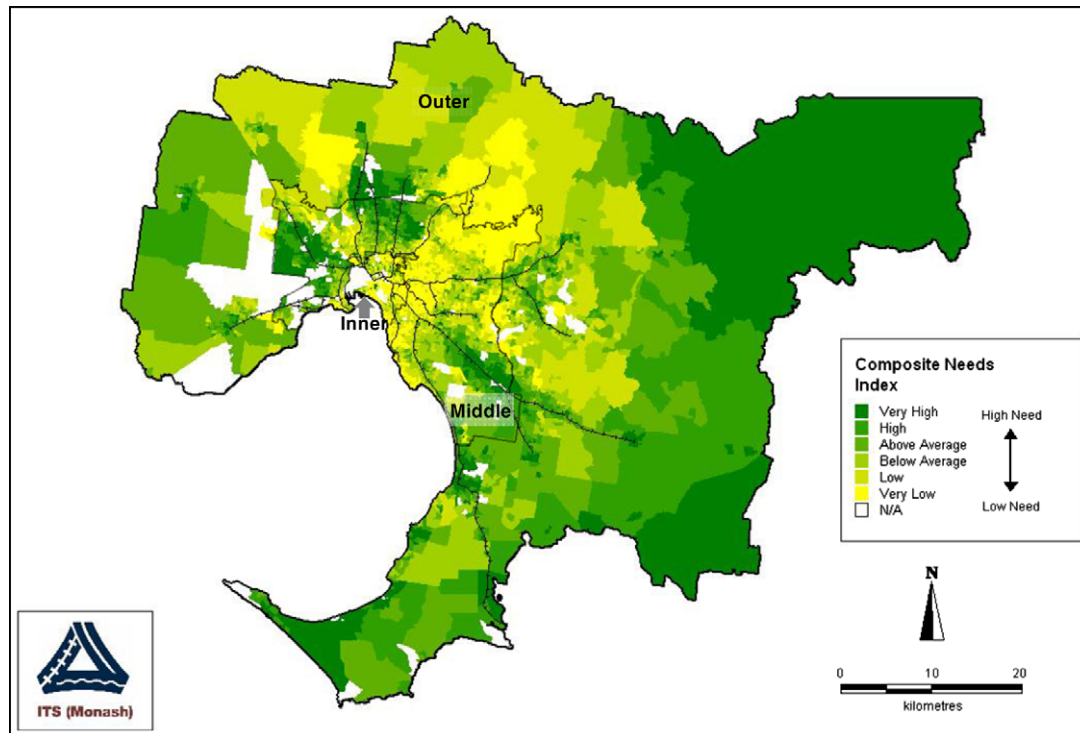 Outer
Inner
Middle
Composite Needs
Index
Very High
High
Above Average
Below Average
Low
Very Low
N/A
High Need
Low Need
N
0 10 20
kilometres
ITS (Monash)